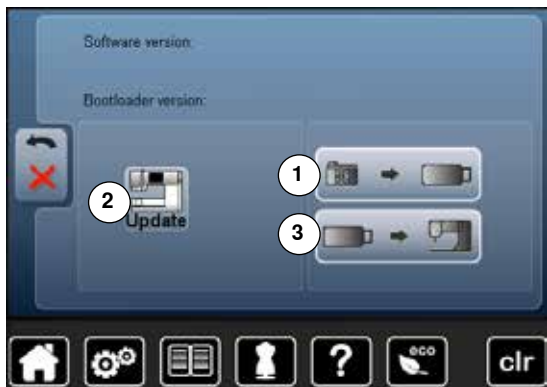 Software version:
Bootloader version:
1
2
Update
3
?
eco
clr